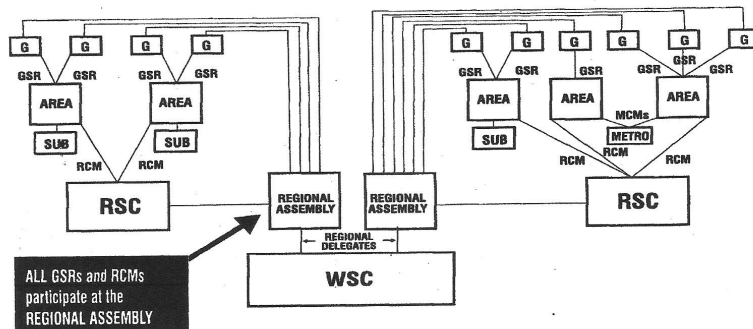 G G G G
G G G G G G
GSR GSR GSR GSR
GSR GSR GSR GSR GSR GSR
AREA AREA
AREA AREA AREA
SUB SUB
SUB
MCMs
METRO
RCM RCM
RCM RCM RCM
RSC
REGIONAL
ASSEMBLY
REGIONAL
ASSEMBLY
RSC
REGIONAL
DELEGATES
WSC
ALL GSRs and RCMs
participate at the
REGIONAL ASSEMBLY